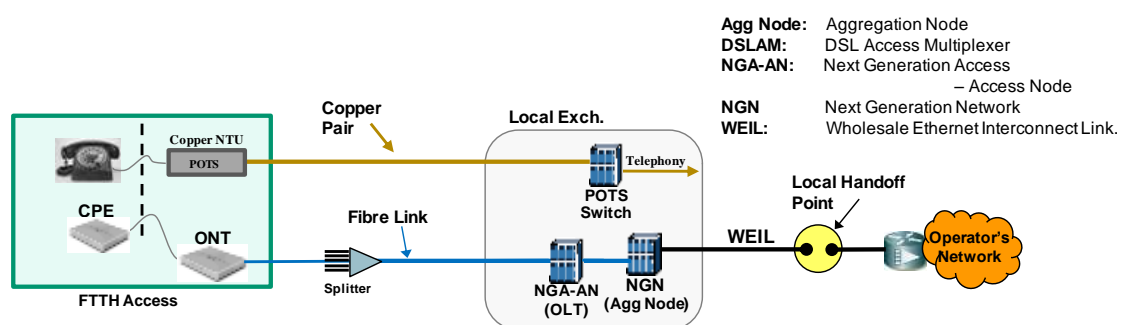 Agg Node: Aggregation Node
DSLAM: DSL Access Multiplexer
NGA-AN: Next Generation Access
– Access Node
NGN Next Generation Network
WEIL: Wholesale Ethernet Interconnect Link.
Copper
Pair
Local Exch.
Copper NTU
POTS
Telephony
POTS
Switch
Local Handoff
Point
CPE
ONT
Fibre Link
WEIL
Operator's
Network
Splitter
NGA-AN
(OLT)
NGN
(Agg Node)
FTTH Access